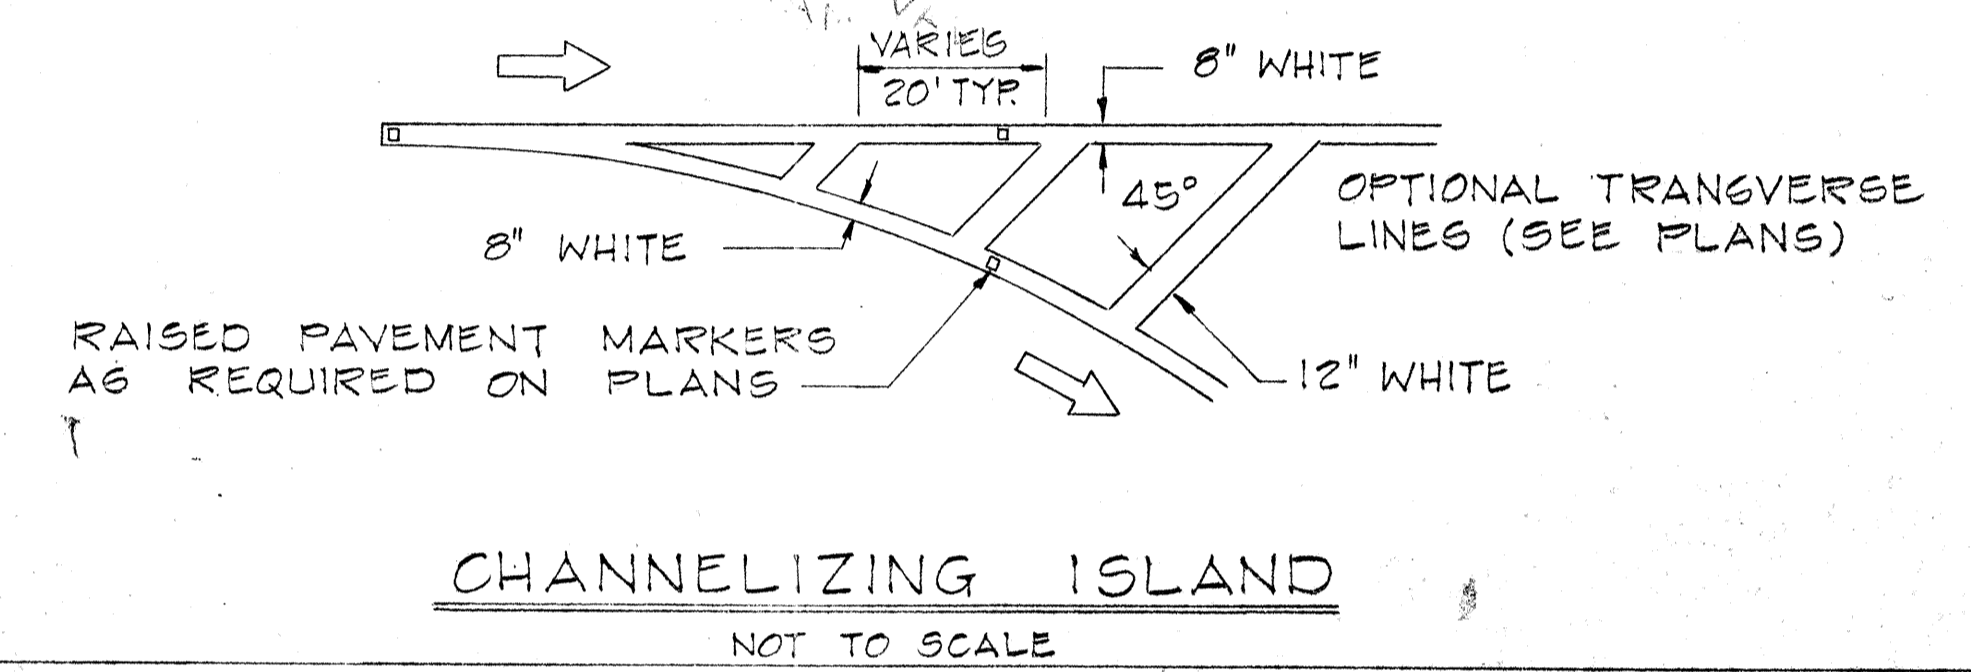 VARIES
20' TYP.
8" WHITE
45°
OPTIONAL TRANSVERSE
LINES (SEE PLANS)
8" WHITE
RAISED PAVEMENT MARKERS
AS REQUIRED ON PLANS
12" WHITE
CHANNELIZING ISLAND
NOT TO SCALE